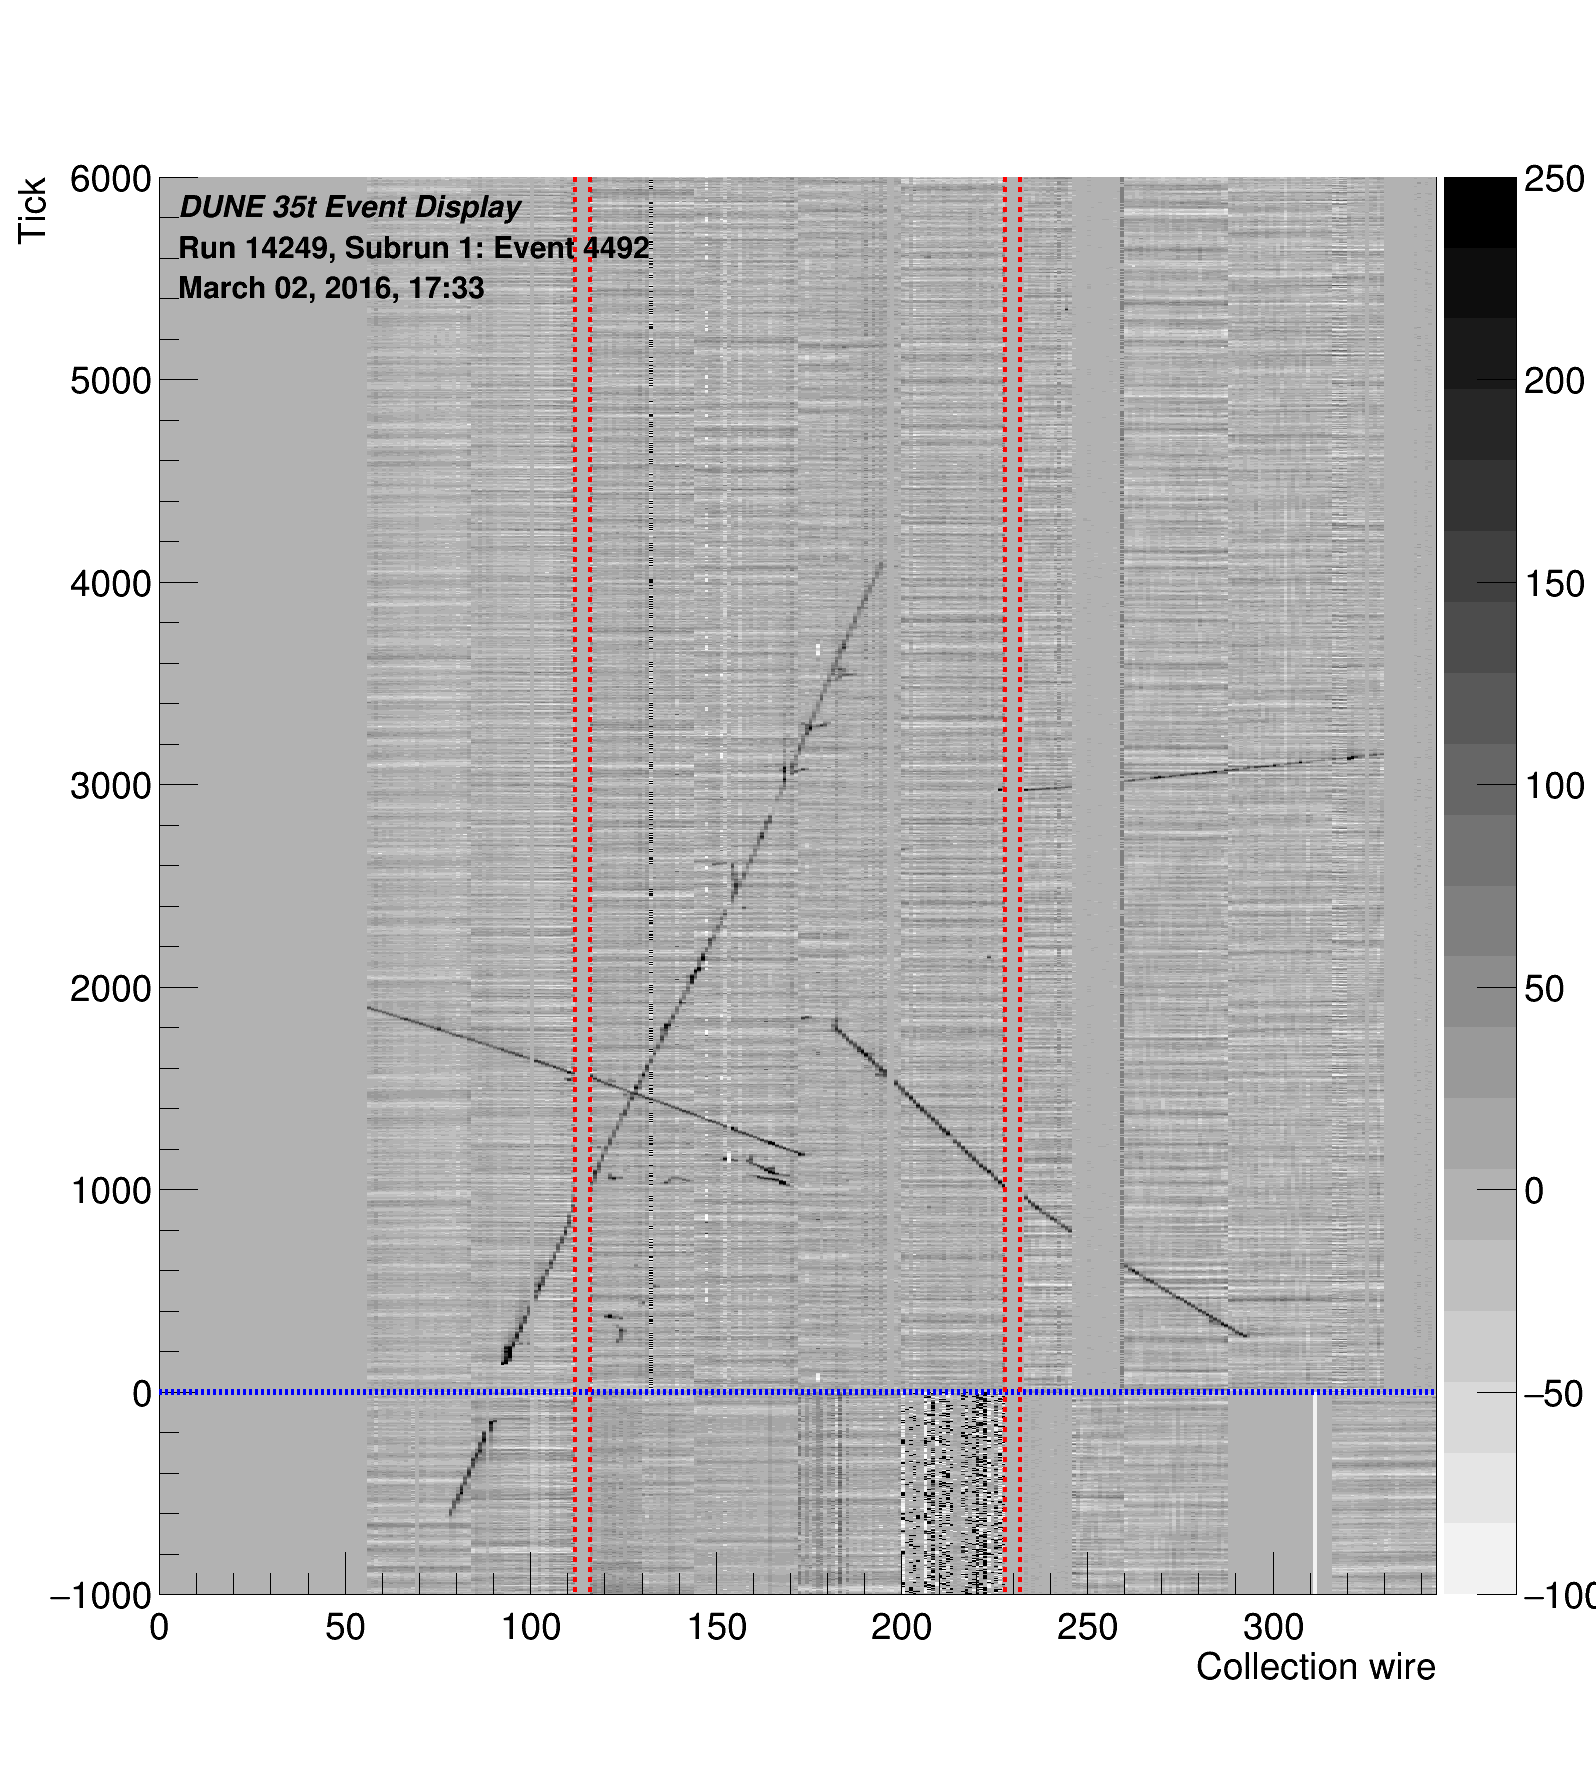 DUNE 35t Event Display
Run 14249, Subrun 1: Event 4492
March 02, 2016, 17:33
Tick
6000
5000
4000
3000
2000
1000
0
−1000
0 50 100 150 200 250 300
Collection wire
250
200
150
100
50
0
−50
−100